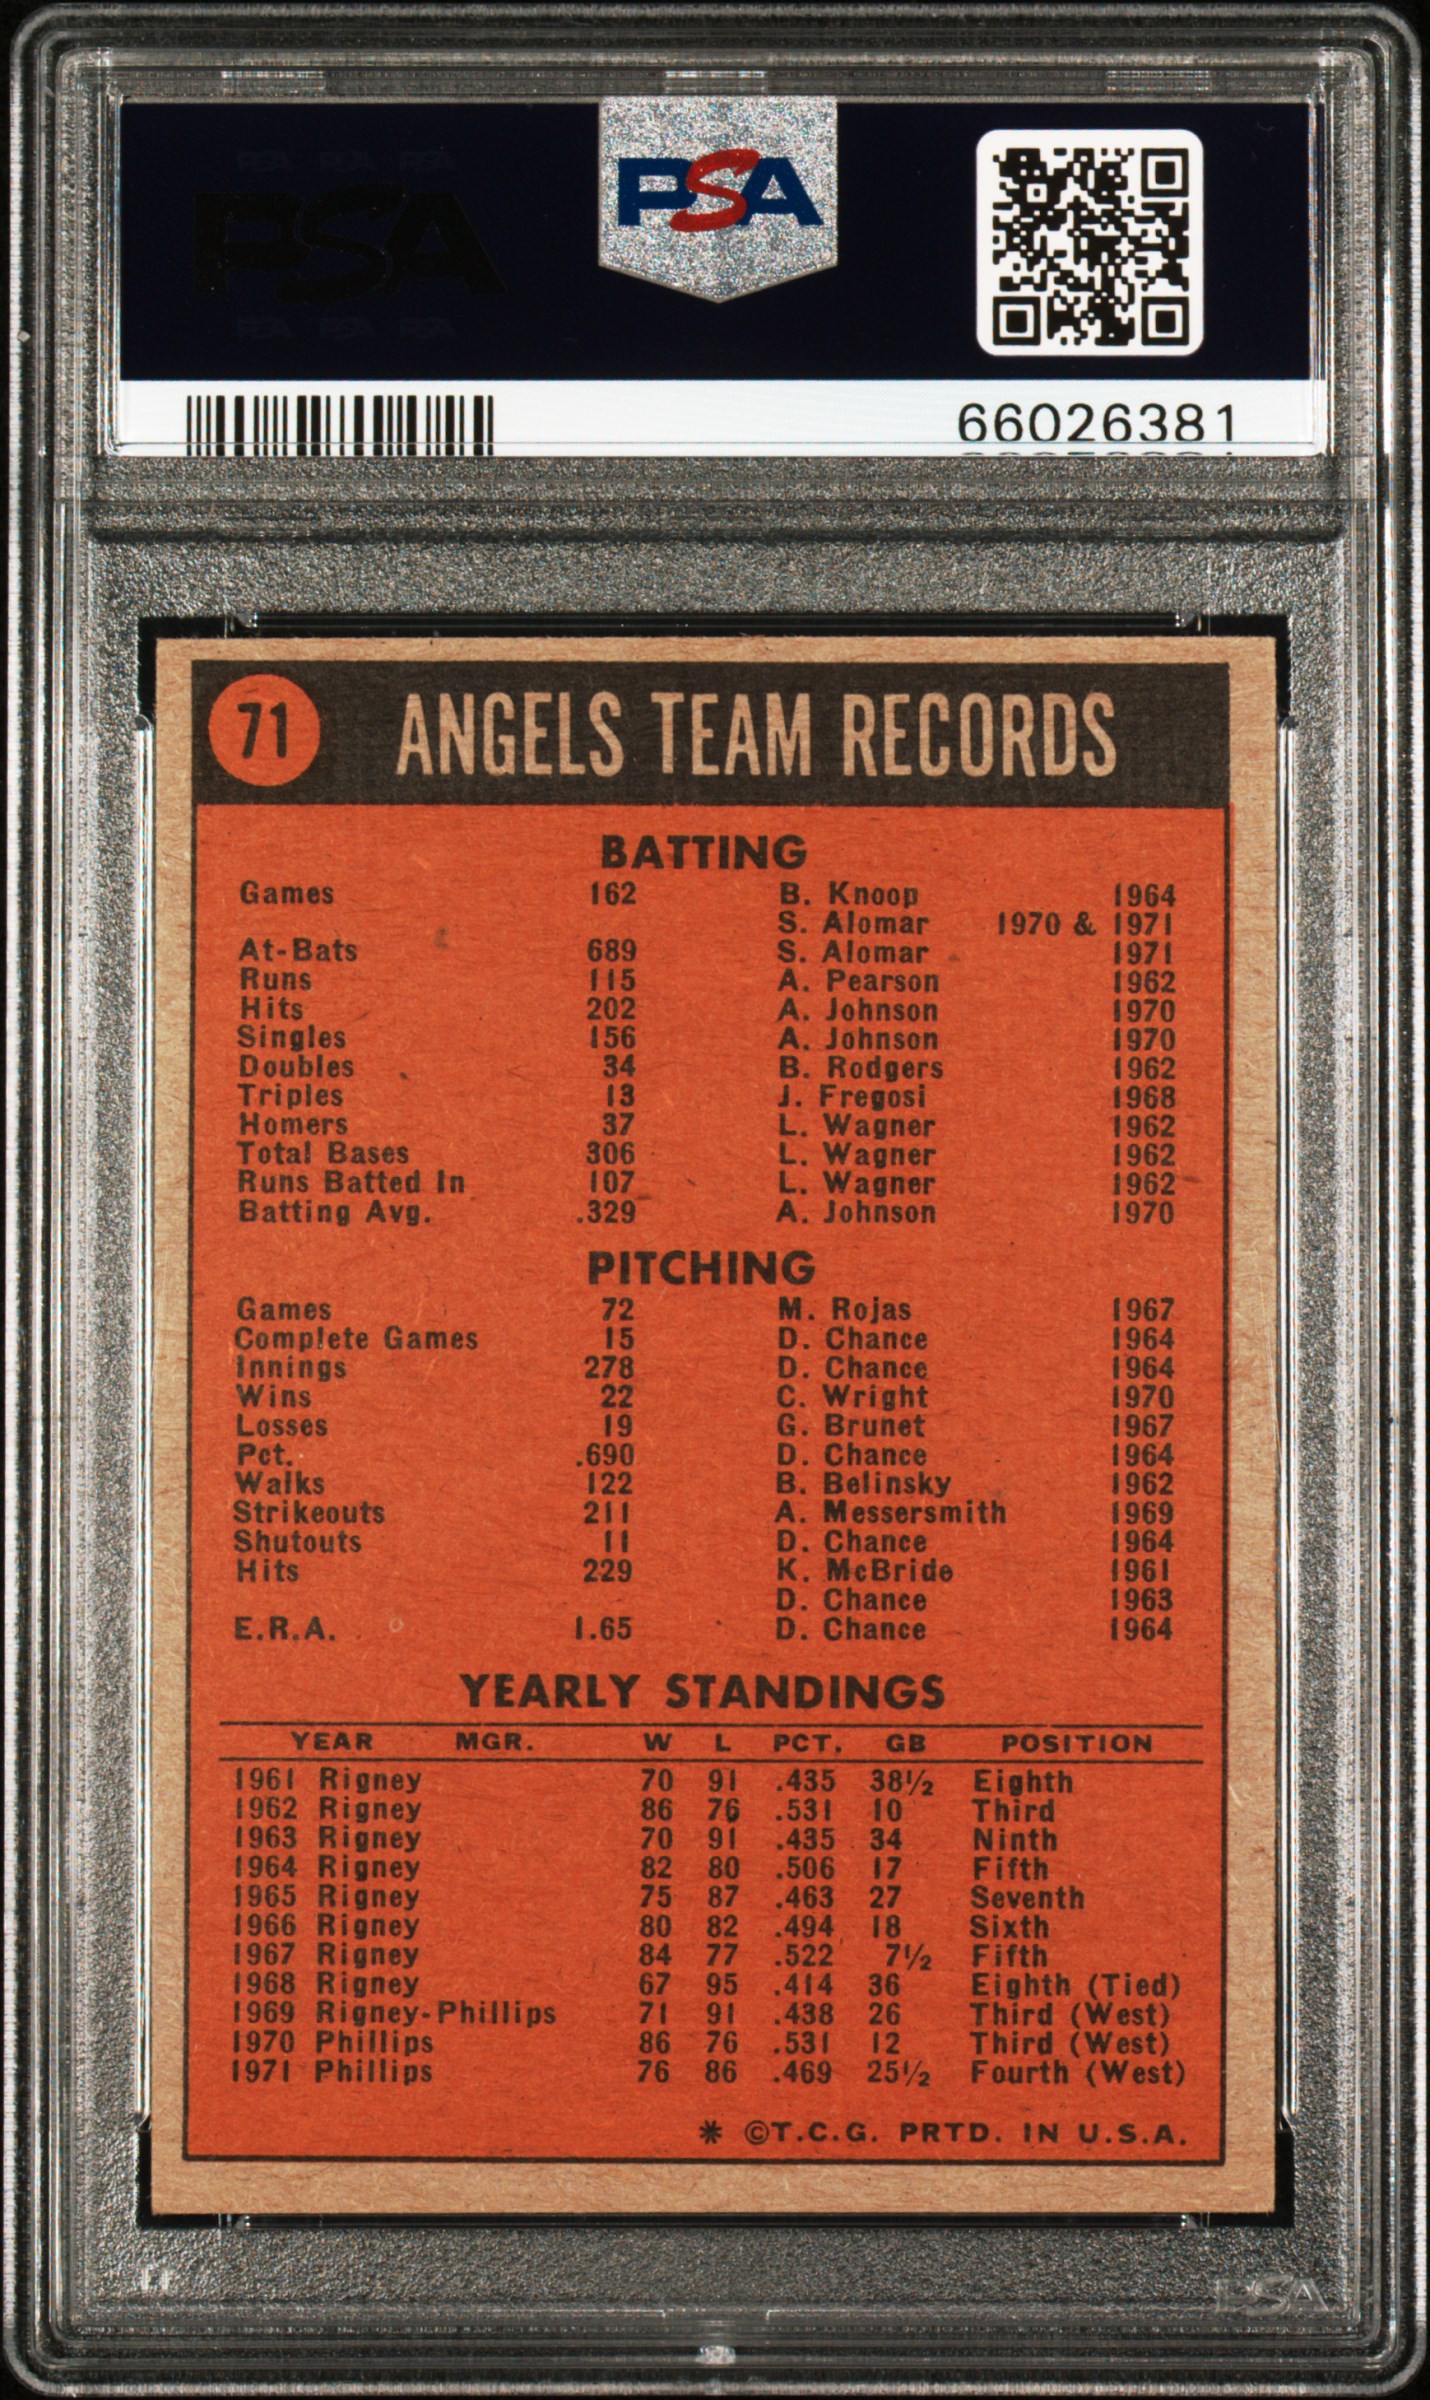 PSA PSA PSA
PSA
PSA
PSA PSA PSA
66026381
71 ANGELS TEAM RECORDS
BATTING
Games 162 B. Knoop 1964
S. Alomar 1970 & 1971
At-Bats 689 S. Alomar 1971
Runs 115 A. Pearson 1962
Hits 202 A. Johnson 1970
Singles 156 A. Johnson 1970
Doubles 34 B. Rodgers 1962
Triples 13 J. Fregosi 1968
Homers 37 L. Wagner 1962
Total Bases 306 L. Wagner 1962
Runs Batted In 107 L. Wagner 1962
Batting Avg. .329 A. Johnson 1970
PITCHING
Games 72 M. Rojas 1967
Complete Games 15 D. Chance 1964
Innings 278 D. Chance 1964
Wins 22 C. Wright 1970
Losses 19 G. Brunet 1967
Pct. .690 D. Chance 1964
Walks 122 B. Belinsky 1962
Strikeouts 211 A. Messersmith 1969
Shutouts 11 D. Chance 1964
Hits 229 K. McBride 1961
D. Chance 1963
E.R.A. 1.65 D. Chance 1964
YEARLY STANDINGS
YEAR MGR. W L PCT. GB POSITION
1961 Rigney 70 91 .435 38½ Eighth
1962 Rigney 86 76 .531 10 Third
1963 Rigney 70 91 .435 34 Ninth
1964 Rigney 82 80 .506 17 Fifth
1965 Rigney 75 87 .463 27 Seventh
1966 Rigney 80 82 .494 18 Sixth
1967 Rigney 84 77 .522 7½ Fifth
1968 Rigney 67 95 .414 36 Eighth (Tied)
1969 Rigney-Phillips 71 91 .438 26 Third (West)
1970 Phillips 86 76 .531 12 Third (West)
1971 Phillips 76 86 .469 25½ Fourth (West)
* ©T.C.G. PRTD. IN U.S.A.
PSA